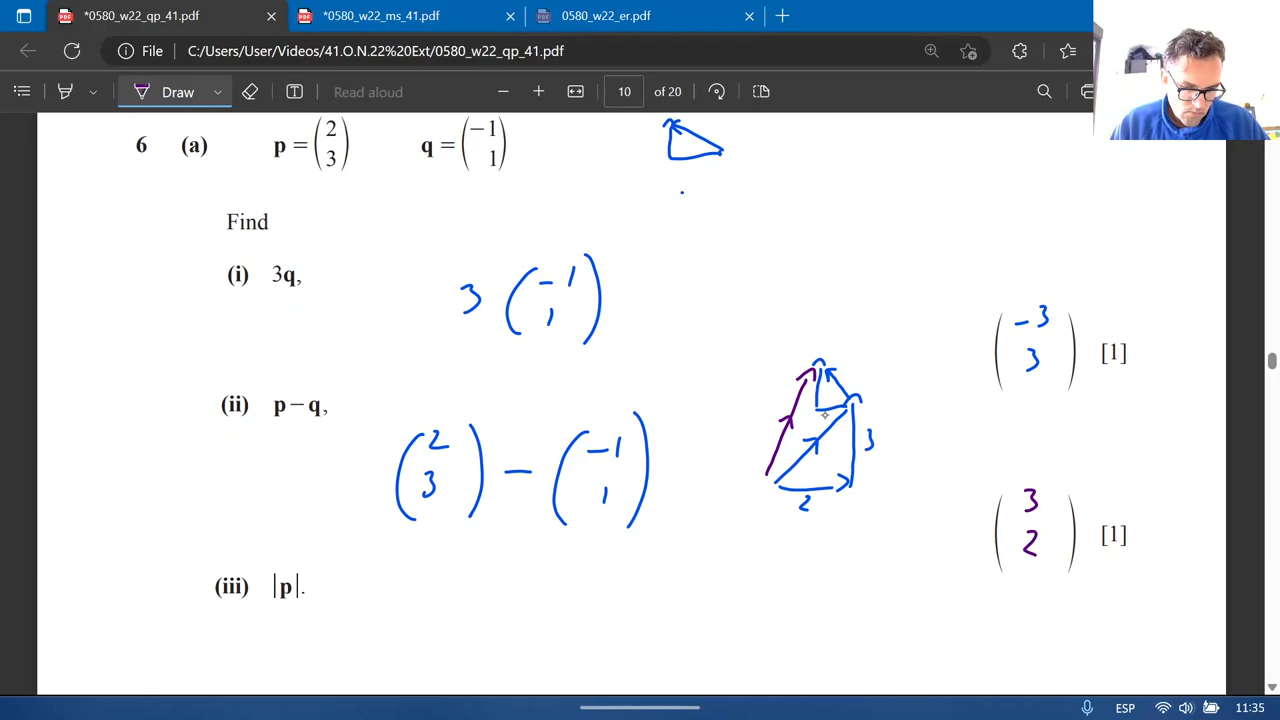 *0580_w22_qp_41.pdf
*0580_w22_ms_41.pdf
0580_w22_er.pdf
File
C:/Users/User/Videos/41.O.N.22%20Ext/0580_w22_qp_41.pdf
Draw
Read aloud
10 of 20
6 (a) p = (2 3) q = (−1 1)
Find
(i) 3q,
3 (−1 1)
(−3 3) [1]
(ii) p − q,
(2 3) − (−1 1)
2
3
(3 2) [1]
(iii) |p|.
ESP
11:35